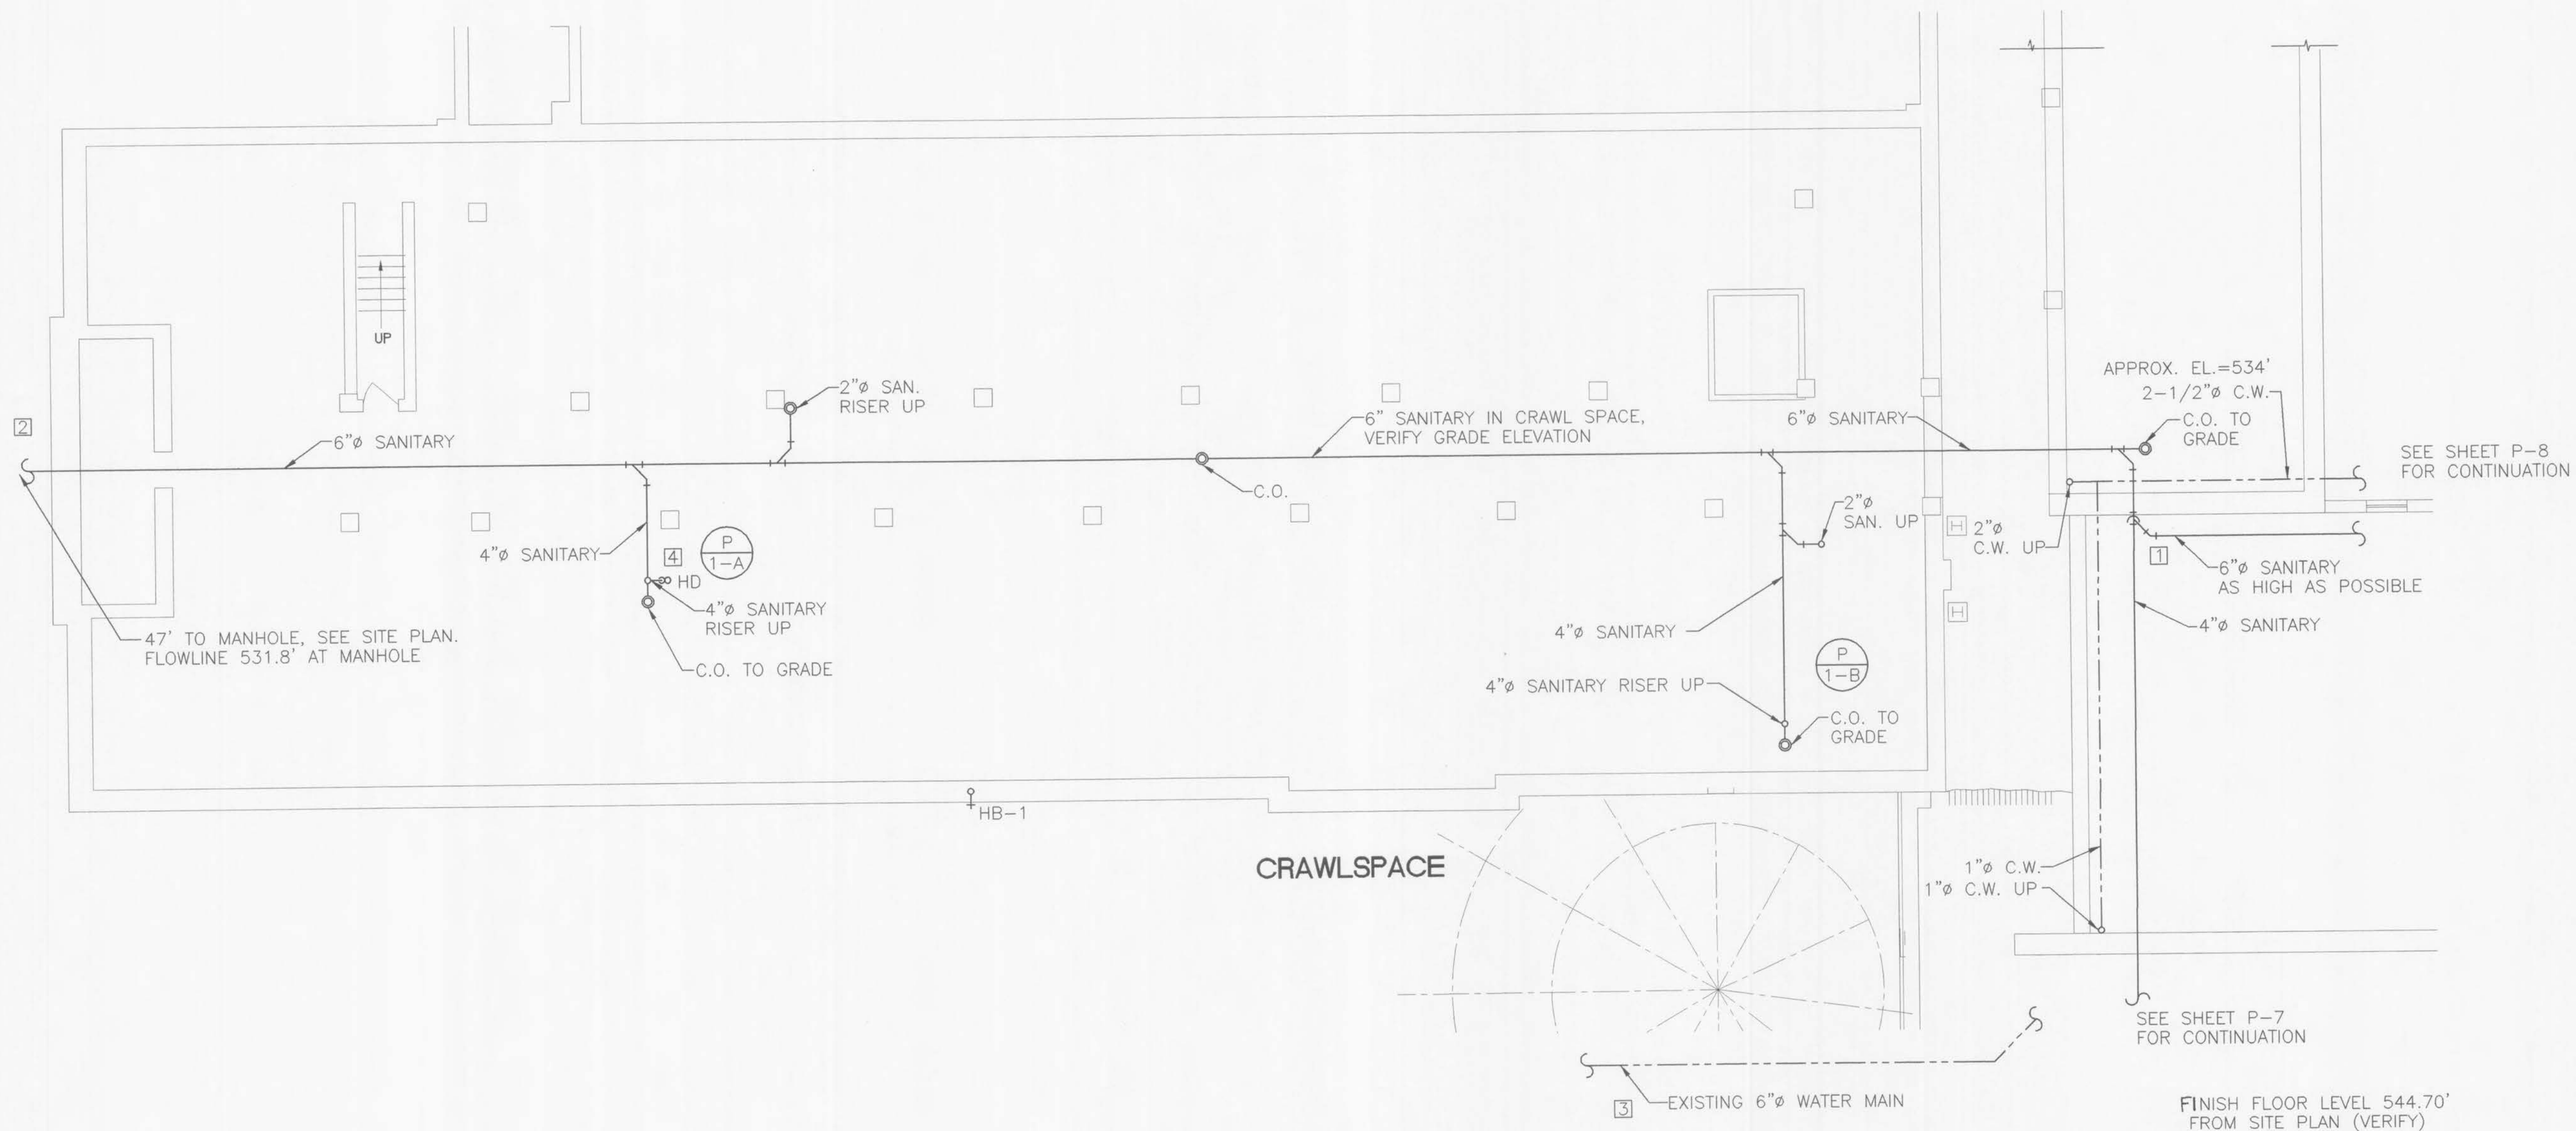 UP
2"ø SAN.
RISER UP
2
6"ø SANITARY
6" SANITARY IN CRAWL SPACE,
VERIFY GRADE ELEVATION
6"ø SANITARY
APPROX. EL.=534'
2-1/2"ø C.W.
C.O. TO
GRADE
SEE SHEET P-8
FOR CONTINUATION
C.O.
2"ø
SAN. UP
H
2"ø
C.W. UP
4"ø SANITARY
4
P
1-A
HD
1
6"ø SANITARY
AS HIGH AS POSSIBLE
4"ø SANITARY
RISER UP
H
4"ø SANITARY
47' TO MANHOLE, SEE SITE PLAN.
FLOWLINE 531.8' AT MANHOLE
C.O. TO GRADE
4"ø SANITARY
P
1-B
4"ø SANITARY RISER UP
C.O. TO
GRADE
HB-1
CRAWLSPACE
1"ø C.W.
1"ø C.W. UP
SEE SHEET P-7
FOR CONTINUATION
3
EXISTING 6"ø WATER MAIN
FINISH FLOOR LEVEL 544.70'
FROM SITE PLAN (VERIFY)